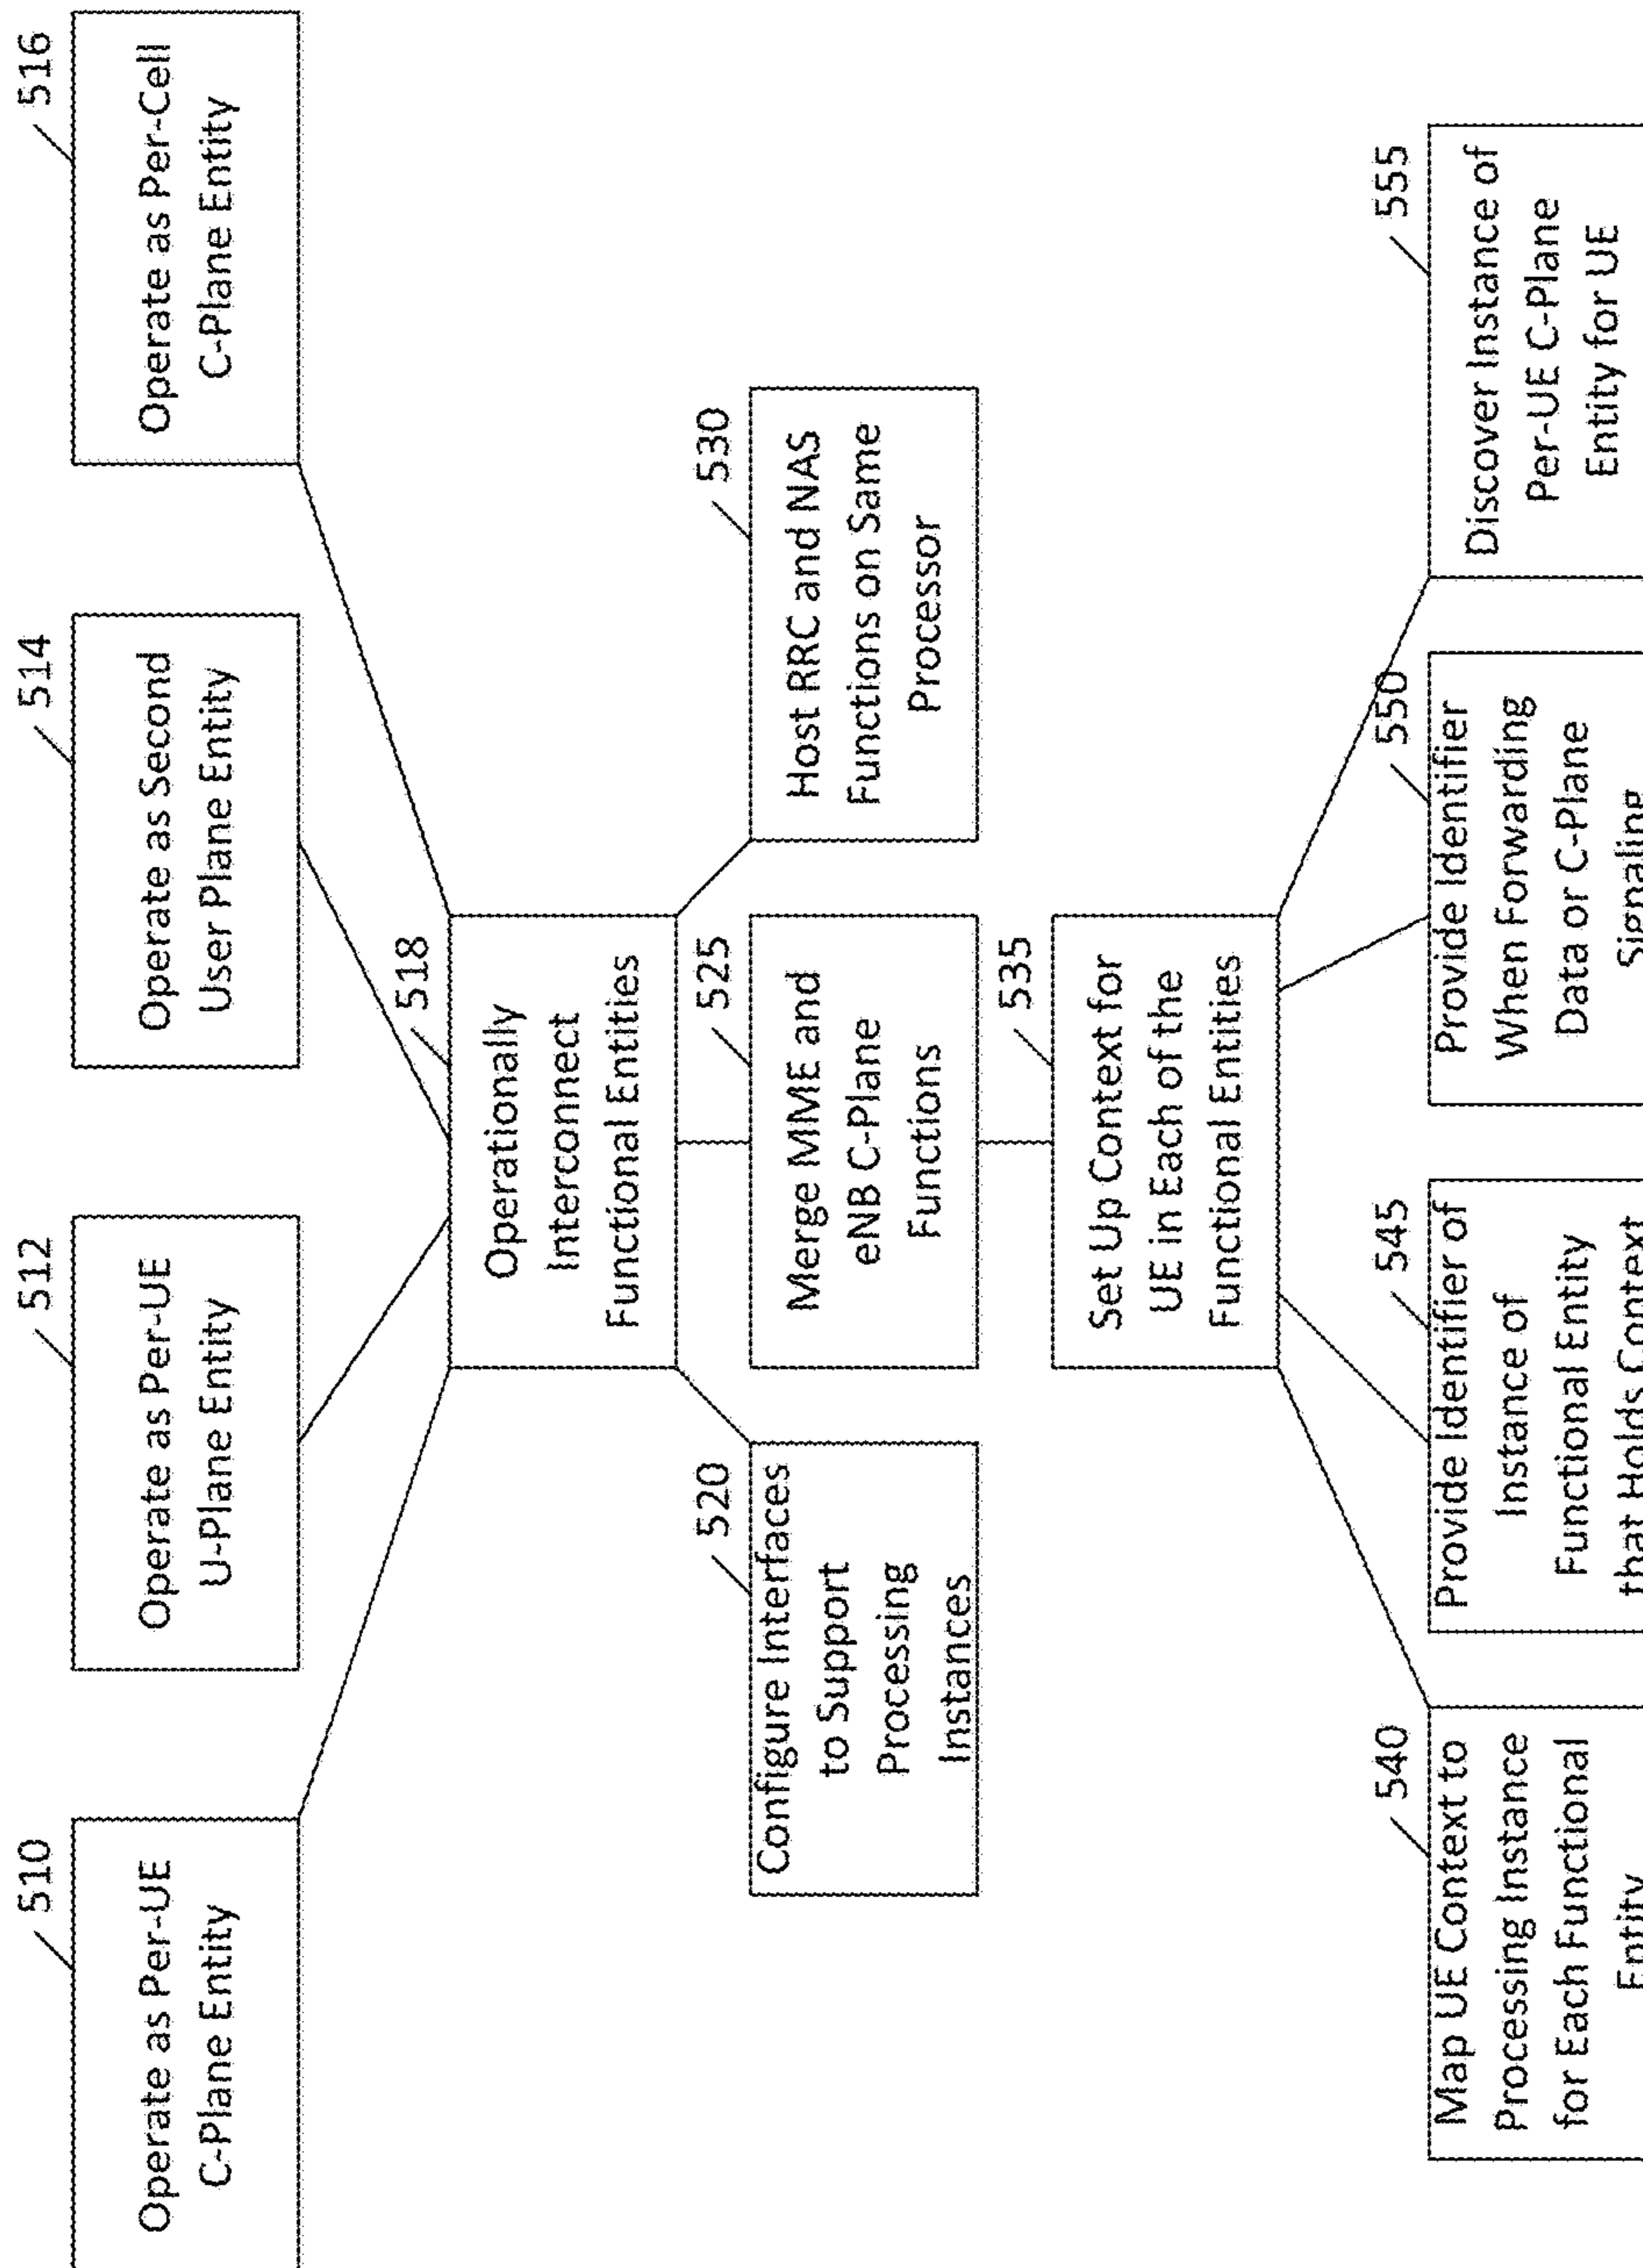 510
Operate as Per-UE
C-Plane Entity
512
Operate as Per-UE
U-Plane Entity
514
Operate as Second
User Plane Entity
516
Operate as Per-Cell
C-Plane Entity
518
Operationally
Interconnect
Functional Entities
520
Configure Interfaces
to Support
Processing
Instances
525
Merge MME and
eNB C-Plane
Functions
530
Host RRC and NAS
Functions on Same
Processor
535
Set Up Context for
UE in Each of the
Functional Entities
540
Map UE Context to
Processing Instance
for Each Functional
Entity
545
Provide Identifier of
Instance of
Functional Entity
that Holds Context
550
Provide Identifier
When Forwarding
Data or C-Plane
Signaling
555
Discover Instance of
Per-UE C-Plane
Entity for UE